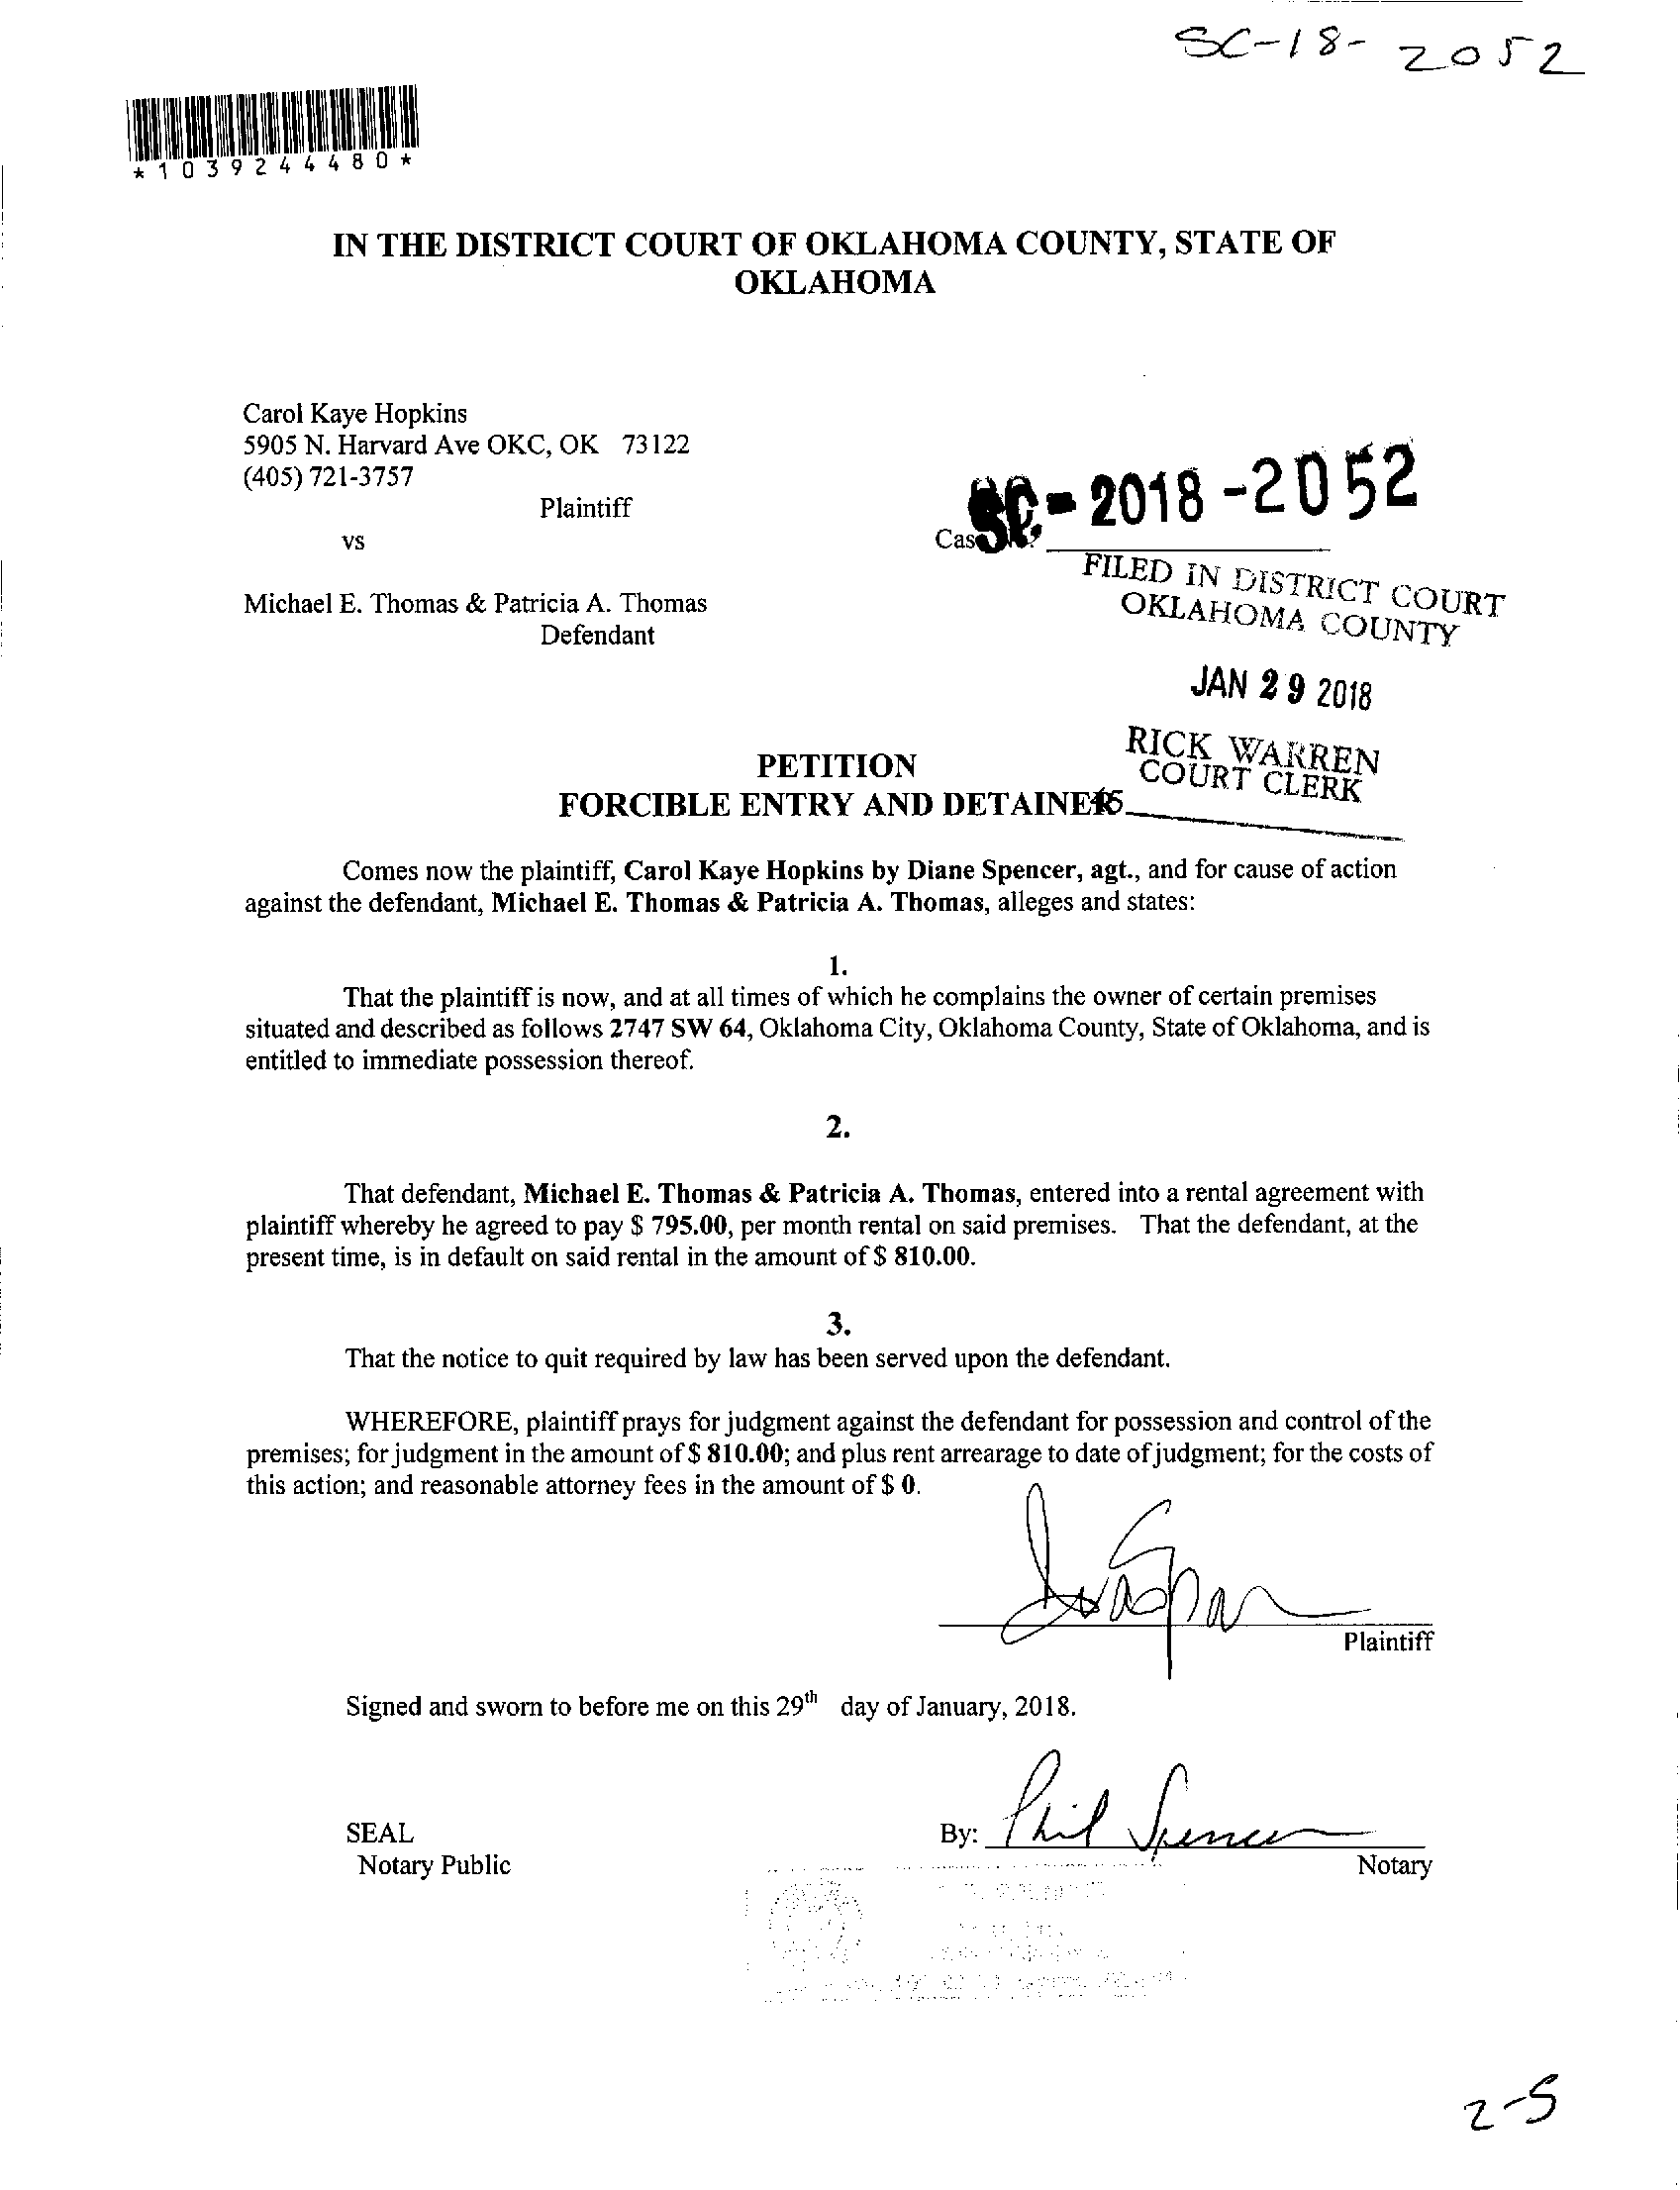 SC-18-2052
*1039244480*
IN THE DISTRICT COURT OF OKLAHOMA COUNTY, STATE OF
OKLAHOMA
Carol Kaye Hopkins
5905 N. Harvard Ave OKC, OK 73122
(405) 721-3757
Plaintiff
SC-2018-2052
vs
FILED IN DISTRICT COURT
OKLAHOMA COUNTY
Michael E. Thomas & Patricia A. Thomas
Defendant
JAN 29 2018
RICK WARREN
COURT CLERK
PETITION
FORCIBLE ENTRY AND DETAINER
Comes now the plaintiff, Carol Kaye Hopkins by Diane Spencer, agt., and for cause of action
against the defendant, Michael E. Thomas & Patricia A. Thomas, alleges and states:
1.
That the plaintiff is now, and at all times of which he complains the owner of certain premises
situated and described as follows 2747 SW 64, Oklahoma City, Oklahoma County, State of Oklahoma, and is
entitled to immediate possession thereof.
2.
That defendant, Michael E. Thomas & Patricia A. Thomas, entered into a rental agreement with
plaintiff whereby he agreed to pay $ 795.00, per month rental on said premises. That the defendant, at the
present time, is in default on said rental in the amount of $ 810.00.
3.
That the notice to quit required by law has been served upon the defendant.
WHEREFORE, plaintiff prays for judgment against the defendant for possession and control of the
premises; for judgment in the amount of $ 810.00; and plus rent arrearage to date of judgment; for the costs of
this action; and reasonable attorney fees in the amount of $ 0.
Plaintiff
Signed and sworn to before me on this 29th day of January, 2018.
SEAL
By: Phil Spencer
Notary Public
Notary
2-5